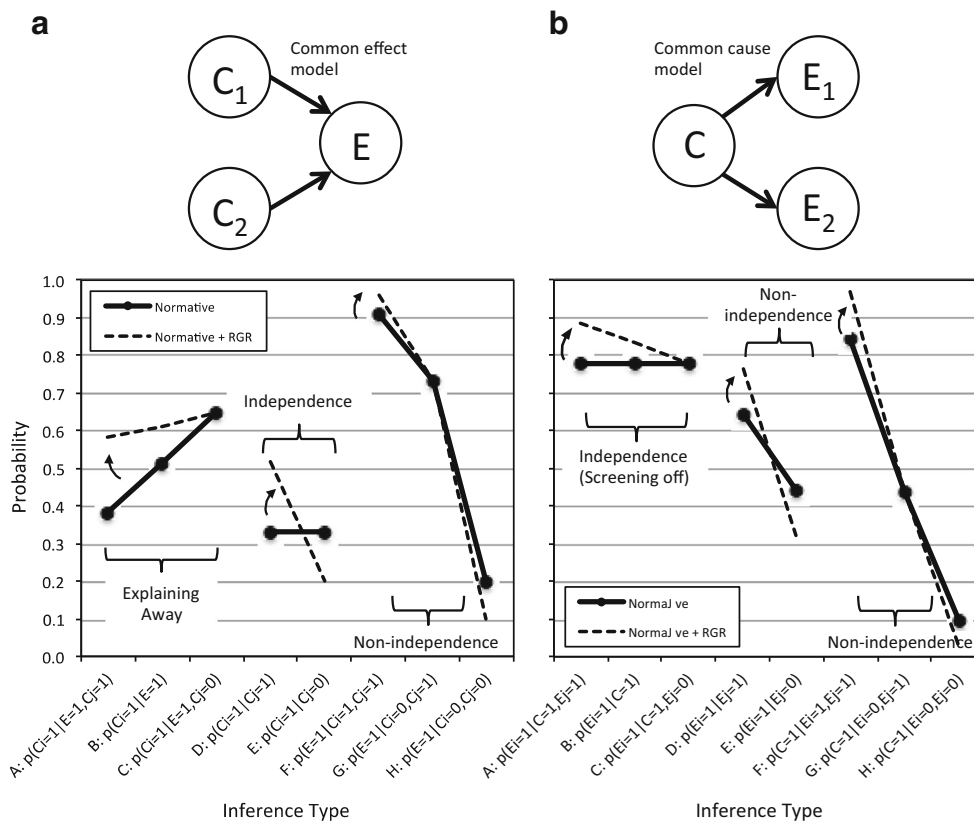 a
Common effect
model
C1
C2
E
1.0
0.9
0.8
0.7
0.6
0.5
0.4
0.3
0.2
0.1
0.0
Probability
Normative
Normative + RGR
Explaining
Away
Independence
Non-independence
A: p(Ci=1|E=1,Cj=1)
B: p(Ci=1|E=1)
C: p(Ci=1|E=1,Cj=0)
D: p(Ci=1|Cj=1)
E: p(Ci=1|Cj=0)
F: p(E=1|Ci=1,Cj=1)
G: p(E=1|Ci=0,Cj=1)
H: p(E=1|Ci=0,Cj=0)
Inference Type
b
Common cause
model
C
E1
E2
Non-
independence
Independence
(Screening off)
NormaJ ve
NormaJ ve + RGR
Non-independence
A: p(Ei=1|C=1,Ej=1)
B: p(Ei=1|C=1)
C: p(Ei=1|C=1,Ej=0)
D: p(Ei=1|Ej=1)
E: p(Ei=1|Ej=0)
F: p(C=1|Ei=1,Ej=1)
G: p(C=1|Ei=0,Ej=1)
H: p(C=1|Ei=0,Ej=0)
Inference Type